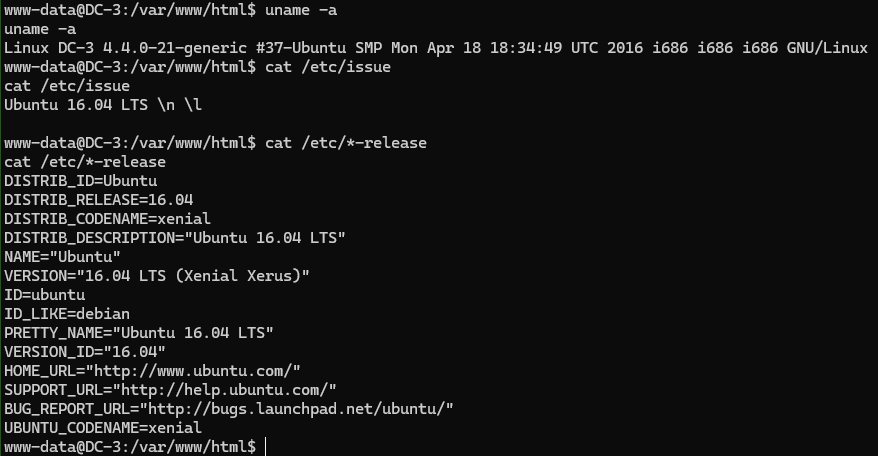 www-data@DC-3:/var/www/html$ uname -a
uname -a
Linux DC-3 4.4.0-21-generic #37-Ubuntu SMP Mon Apr 18 18:34:49 UTC 2016 i686 i686 i686 GNU/Linux
www-data@DC-3:/var/www/html$ cat /etc/issue
cat /etc/issue
Ubuntu 16.04 LTS \n \l

www-data@DC-3:/var/www/html$ cat /etc/*-release
cat /etc/*-release
DISTRIB_ID=Ubuntu
DISTRIB_RELEASE=16.04
DISTRIB_CODENAME=xenial
DISTRIB_DESCRIPTION="Ubuntu 16.04 LTS"
NAME="Ubuntu"
VERSION="16.04 LTS (Xenial Xerus)"
ID=ubuntu
ID_LIKE=debian
PRETTY_NAME="Ubuntu 16.04 LTS"
VERSION_ID="16.04"
HOME_URL="http://www.ubuntu.com/"
SUPPORT_URL="http://help.ubuntu.com/"
BUG_REPORT_URL="http://bugs.launchpad.net/ubuntu/"
UBUNTU_CODENAME=xenial
www-data@DC-3:/var/www/html$